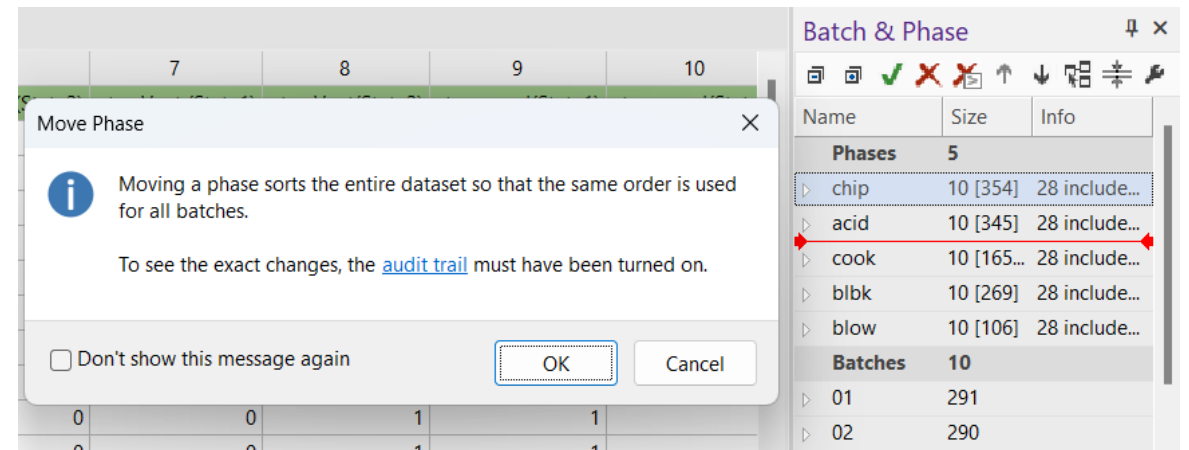 Batch & Phase
7 8 9 10
Move Phase
Moving a phase sorts the entire dataset so that the same order is used
for all batches.
To see the exact changes, the audit trail must have been turned on.
Don't show this message again
OK Cancel
0 0 1 1
Name Size Info
Phases 5
chip 10 [354] 28 include...
acid 10 [345] 28 include...
cook 10 [165... 28 include...
blbk 10 [269] 28 include...
blow 10 [106] 28 include...
Batches 10
01 291
02 290